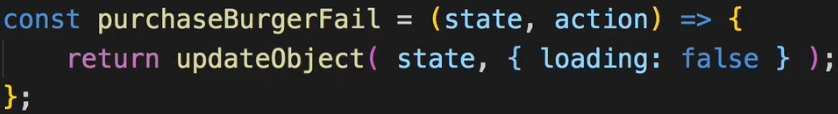 const purchaseBurgerFail = (state, action) => {
    return updateObject( state, { loading: false } );
};